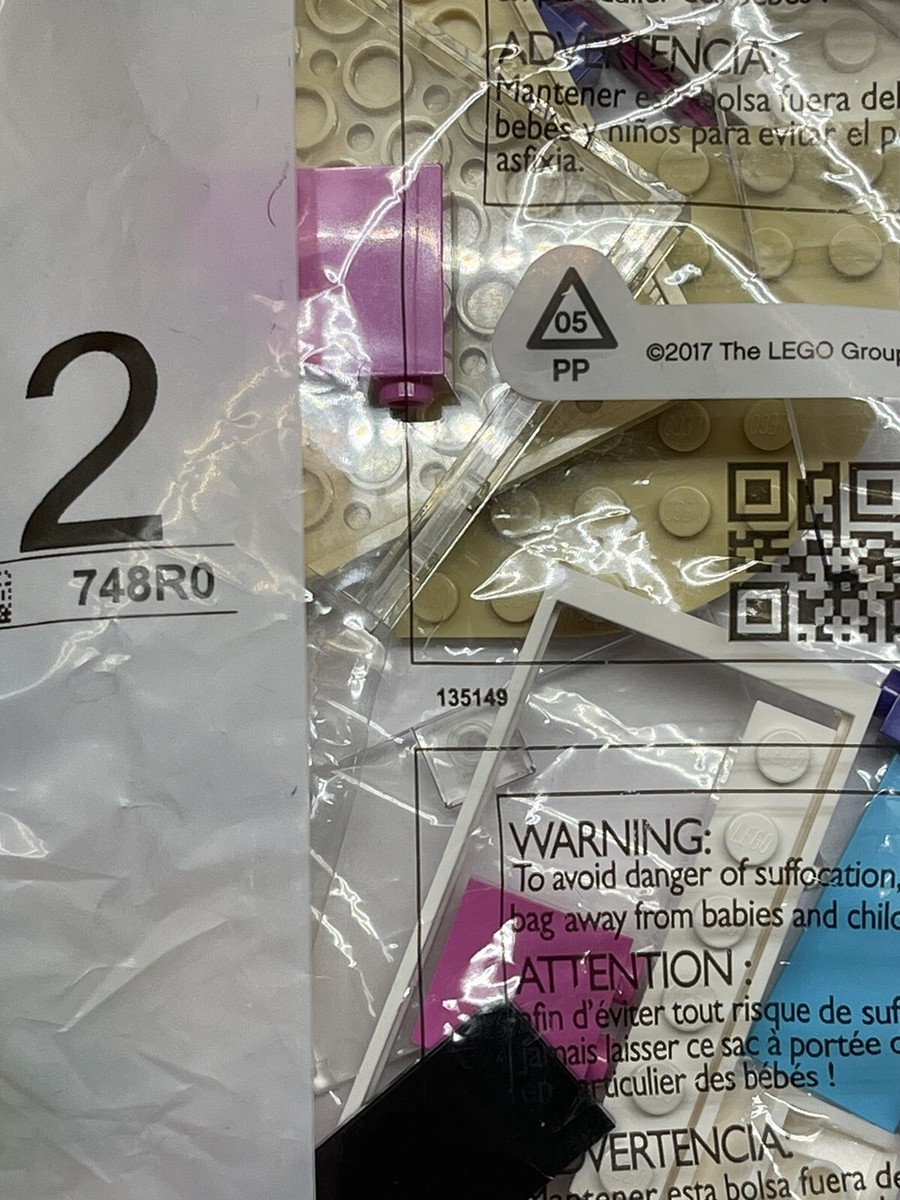 ADVERTENCIA:
Mantener esta bolsa fuera del
bebés y niños para evitar el p
asfixia.
05
PP
©2017 The LEGO Group
2
748R0
135149
WARNING:
To avoid danger of suffocation,
bag away from babies and child
ATTENTION :
Afin d'éviter tout risque de suf
jamais laisser ce sac à portée d
en particulier des bébés !
ADVERTENCIA:
Mantener esta bolsa fuera de
LEGO